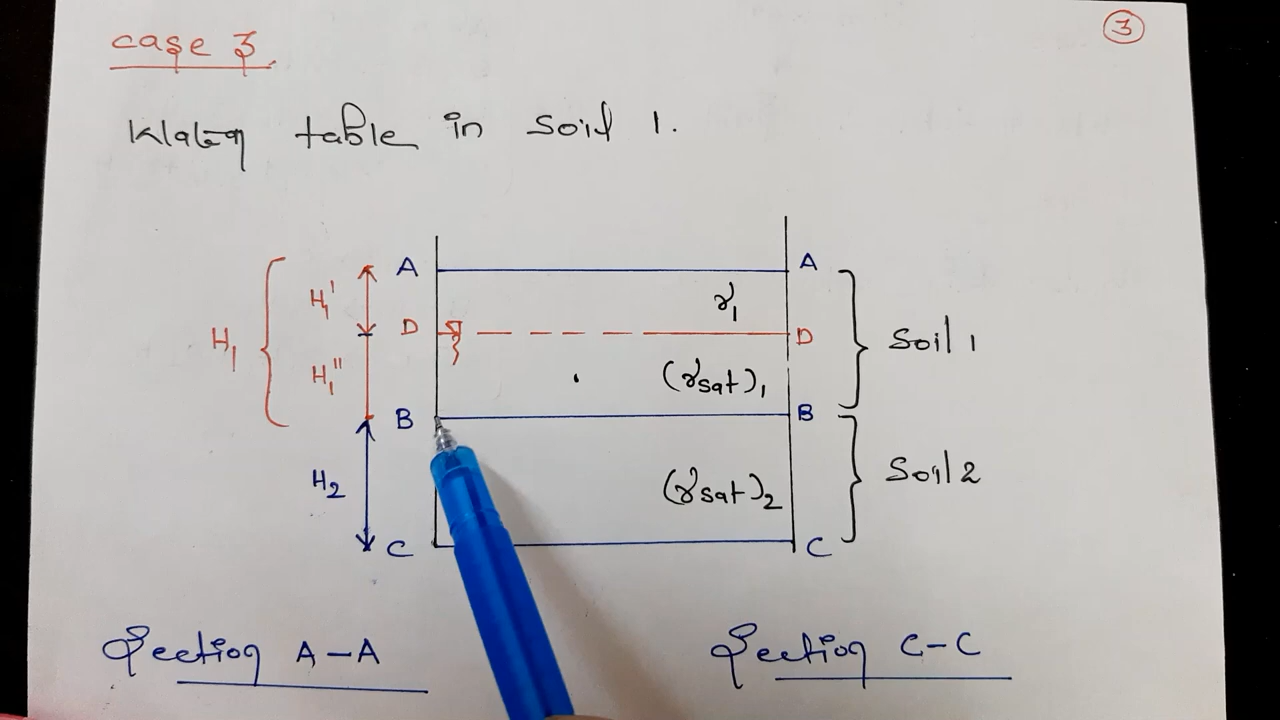 case 3
3
Water table in Soil 1.
A
A
H₁'
γ₁
D
D
H₁
Soil 1
H₁"
(γsat)₁
B
B
H₂
(γsat)₂
Soil 2
C
C
Section A-A
Section C-C